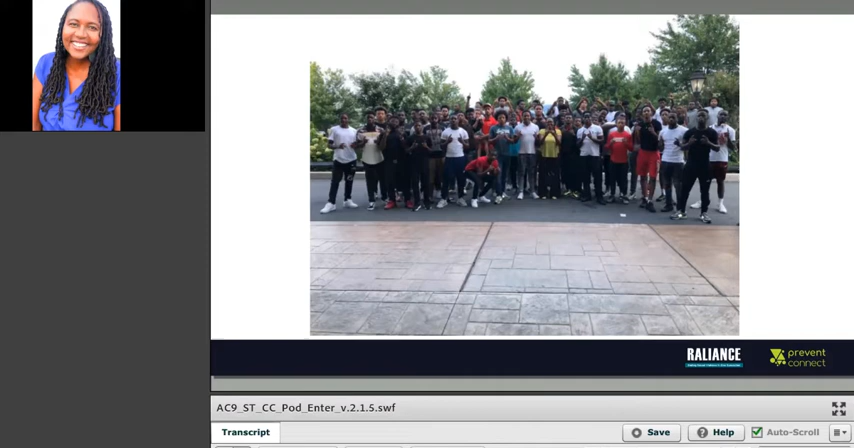 RALIANCE
prevent
connect
AC9_ST_CC_Pod_Enter_v.2.1.5.swf
Transcript
Save
Help
Auto-Scroll